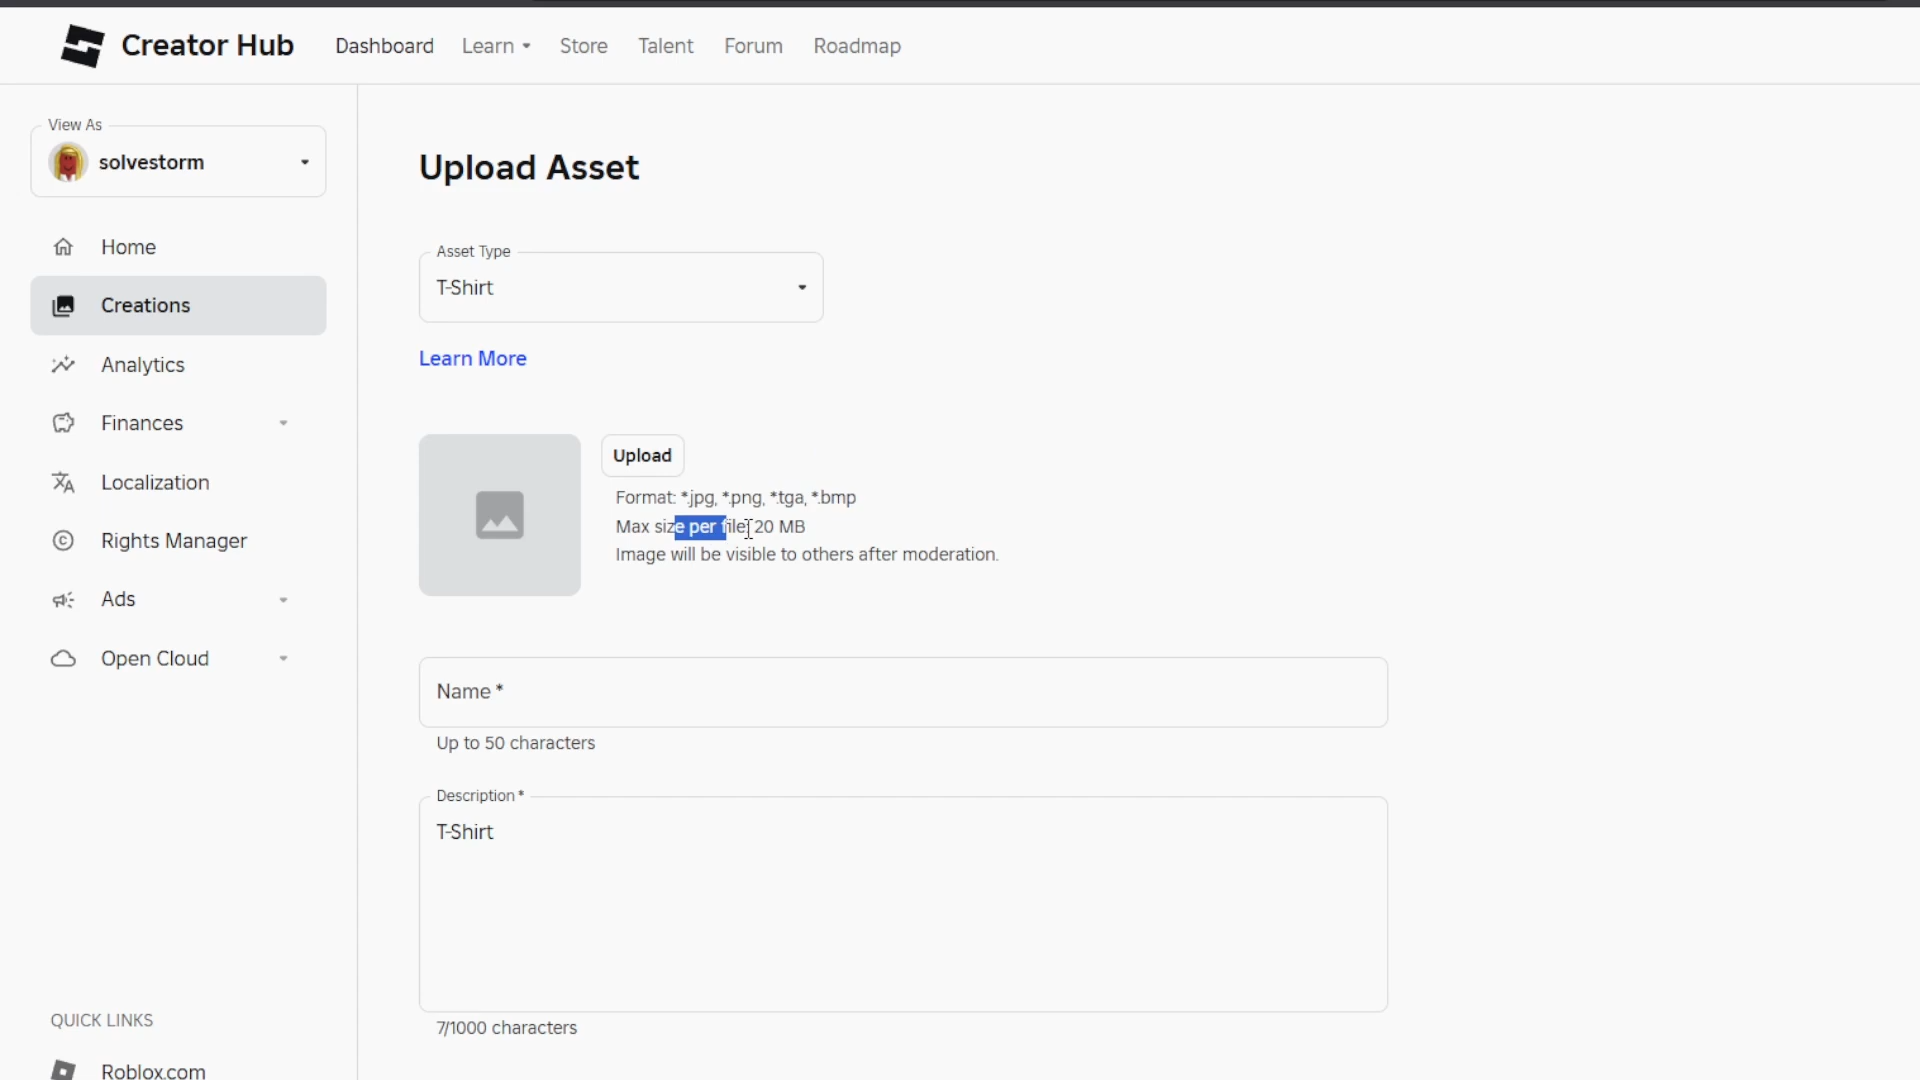 Creator Hub
Dashboard
Learn
Store
Talent
Forum
Roadmap
View As
solvestorm
Home
Creations
Analytics
Finances
Localization
Rights Manager
Ads
Open Cloud
QUICK LINKS
Roblox.com
Upload Asset
Asset Type
T-Shirt
Learn More
Upload
Format: *.jpg, *.png, *.tga, *.bmp
Max size per file: 20 MB
Image will be visible to others after moderation.
Name *
Up to 50 characters
Description *
T-Shirt
7/1000 characters